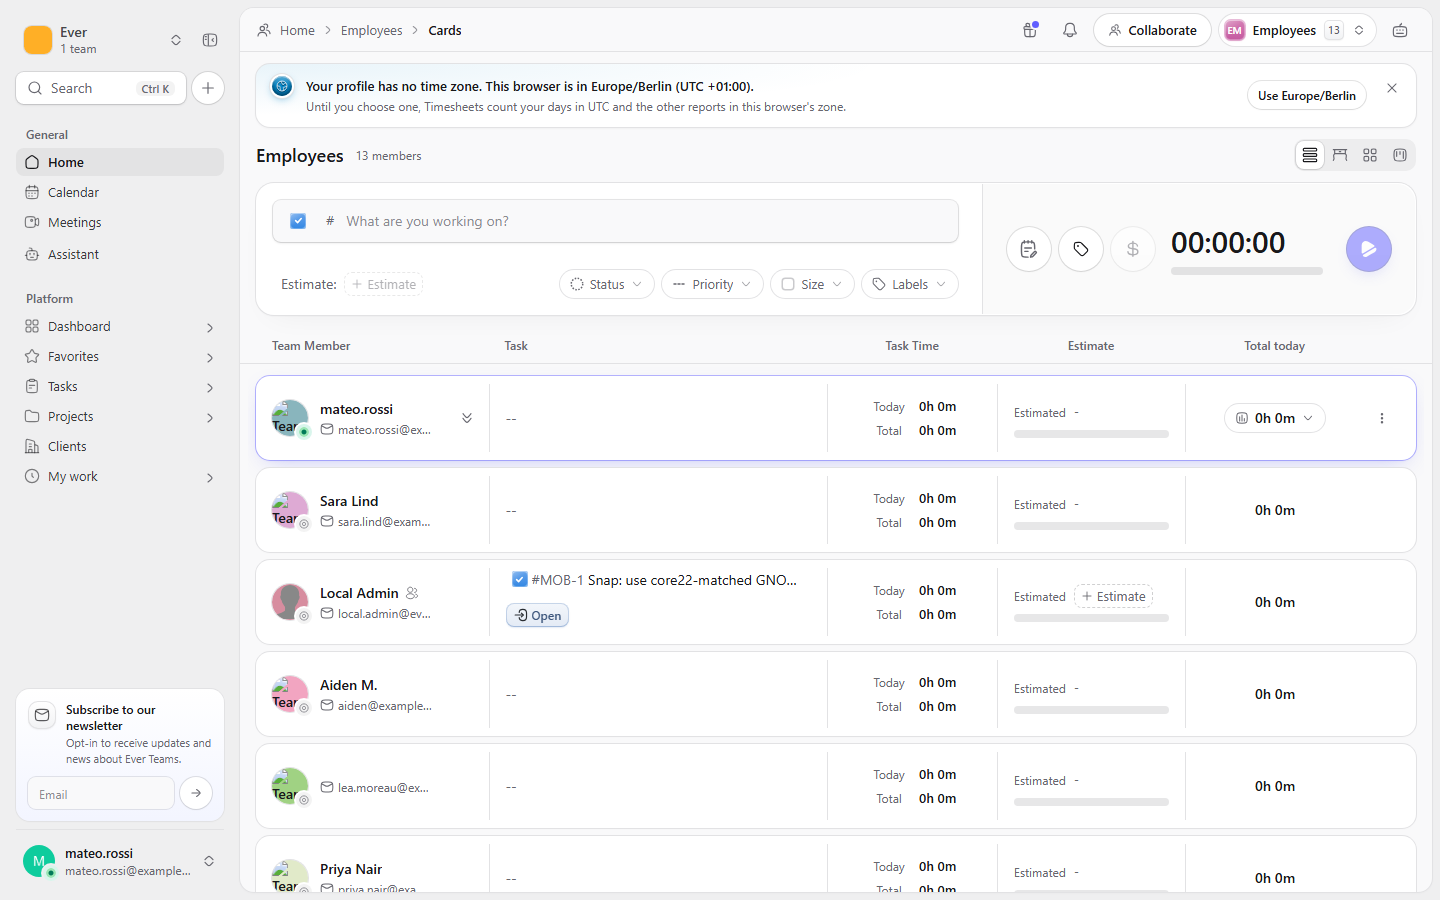 Ever
1 team
Search
Ctrl K
General
Home
Calendar
Meetings
Assistant
Platform
Dashboard
Favorites
Tasks
Projects
Clients
My work
Subscribe to our
newsletter
Opt-in to receive updates and
news about Ever Teams.
Email
M
mateo.rossi
mateo.rossi@example...
Home
Employees
Cards
Collaborate
EM
Employees
13
Your profile has no time zone. This browser is in Europe/Berlin (UTC +01:00).
Until you choose one, Timesheets count your days in UTC and the other reports in this browser's zone.
Use Europe/Berlin
Employees
13 members
# What are you working on?
Estimate:
+ Estimate
Status
Priority
Size
Labels
$
00:00:00
Team Member
Task
Task Time
Estimate
Total today
mateo.rossi
mateo.rossi@ex...
--
Today 0h 0m
Total 0h 0m
Estimated -
0h 0m
Sara Lind
sara.lind@exam...
--
Today 0h 0m
Total 0h 0m
Estimated -
0h 0m
Local Admin
local.admin@ev...
#MOB-1 Snap: use core22-matched GNO...
Open
Today 0h 0m
Total 0h 0m
Estimated + Estimate
0h 0m
Aiden M.
aiden@example...
--
Today 0h 0m
Total 0h 0m
Estimated -
0h 0m
lea.moreau@ex...
--
Today 0h 0m
Total 0h 0m
Estimated -
0h 0m
Priya Nair
priya.nair@exa...
--
Today 0h 0m
Total 0h 0m
Estimated -
0h 0m